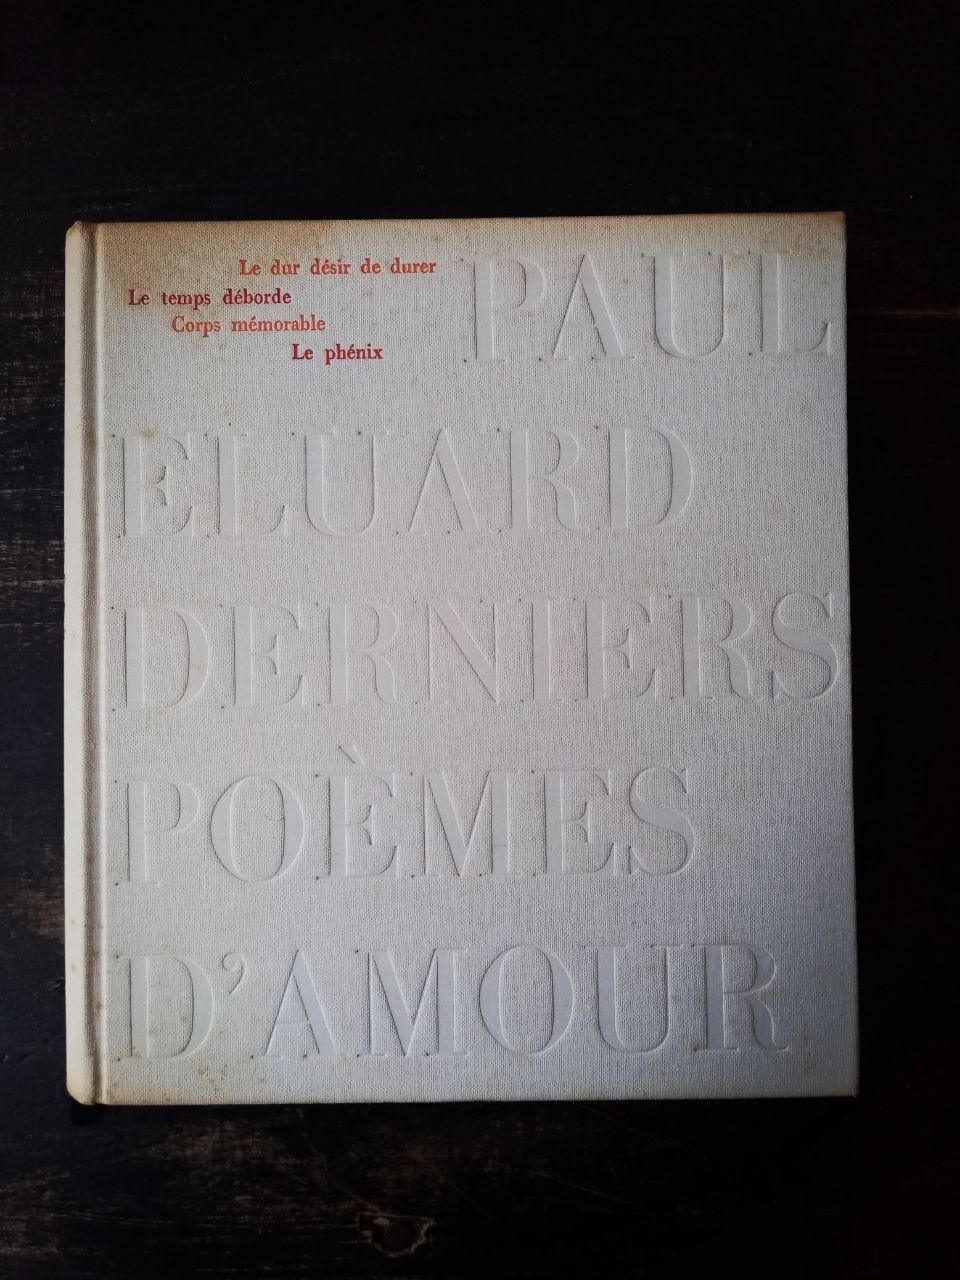 Le dur désir de durer
Le temps déborde
Corps mémorable
Le phénix
PAUL
ELUARD
DERNIERS
POÈMES
D'AMOUR